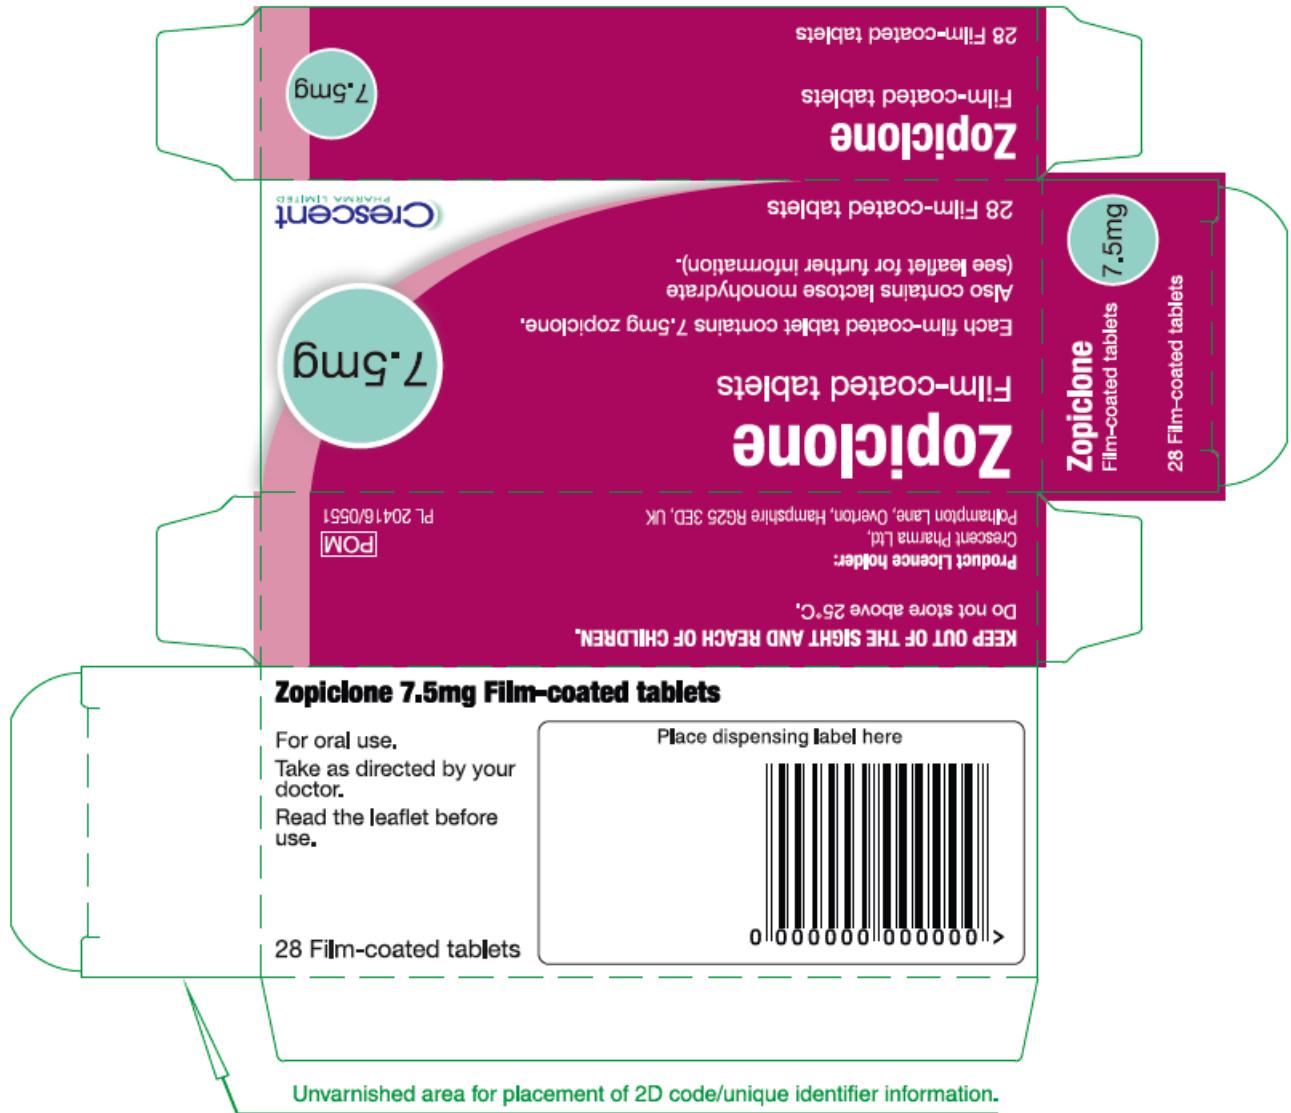 28 Film-coated tablets
Film-coated tablets
Zopiclone
7.5mg
Crescent
PHARMA LIMITED
28 Film-coated tablets
(see leaflet for further information).
Also contains lactose monohydrate
Each film-coated tablet contains 7.5mg zopiclone.
7.5mg
Film-coated tablets
Zopiclone
Zopiclone
Film-coated tablets
7.5mg
28 Film-coated tablets
PL 20416/0551
POM
Polhampton Lane, Overton, Hampshire RG25 3ED, UK
Crescent Pharma Ltd,
Product Licence holder:
Do not store above 25°C.
KEEP OUT OF THE SIGHT AND REACH OF CHILDREN.
Zopiclone 7.5mg Film-coated tablets
For oral use.
Take as directed by your
doctor.
Read the leaflet before
use.
28 Film-coated tablets
Place dispensing label here
0 000000 000000 >
Unvarnished area for placement of 2D code/unique identifier information.